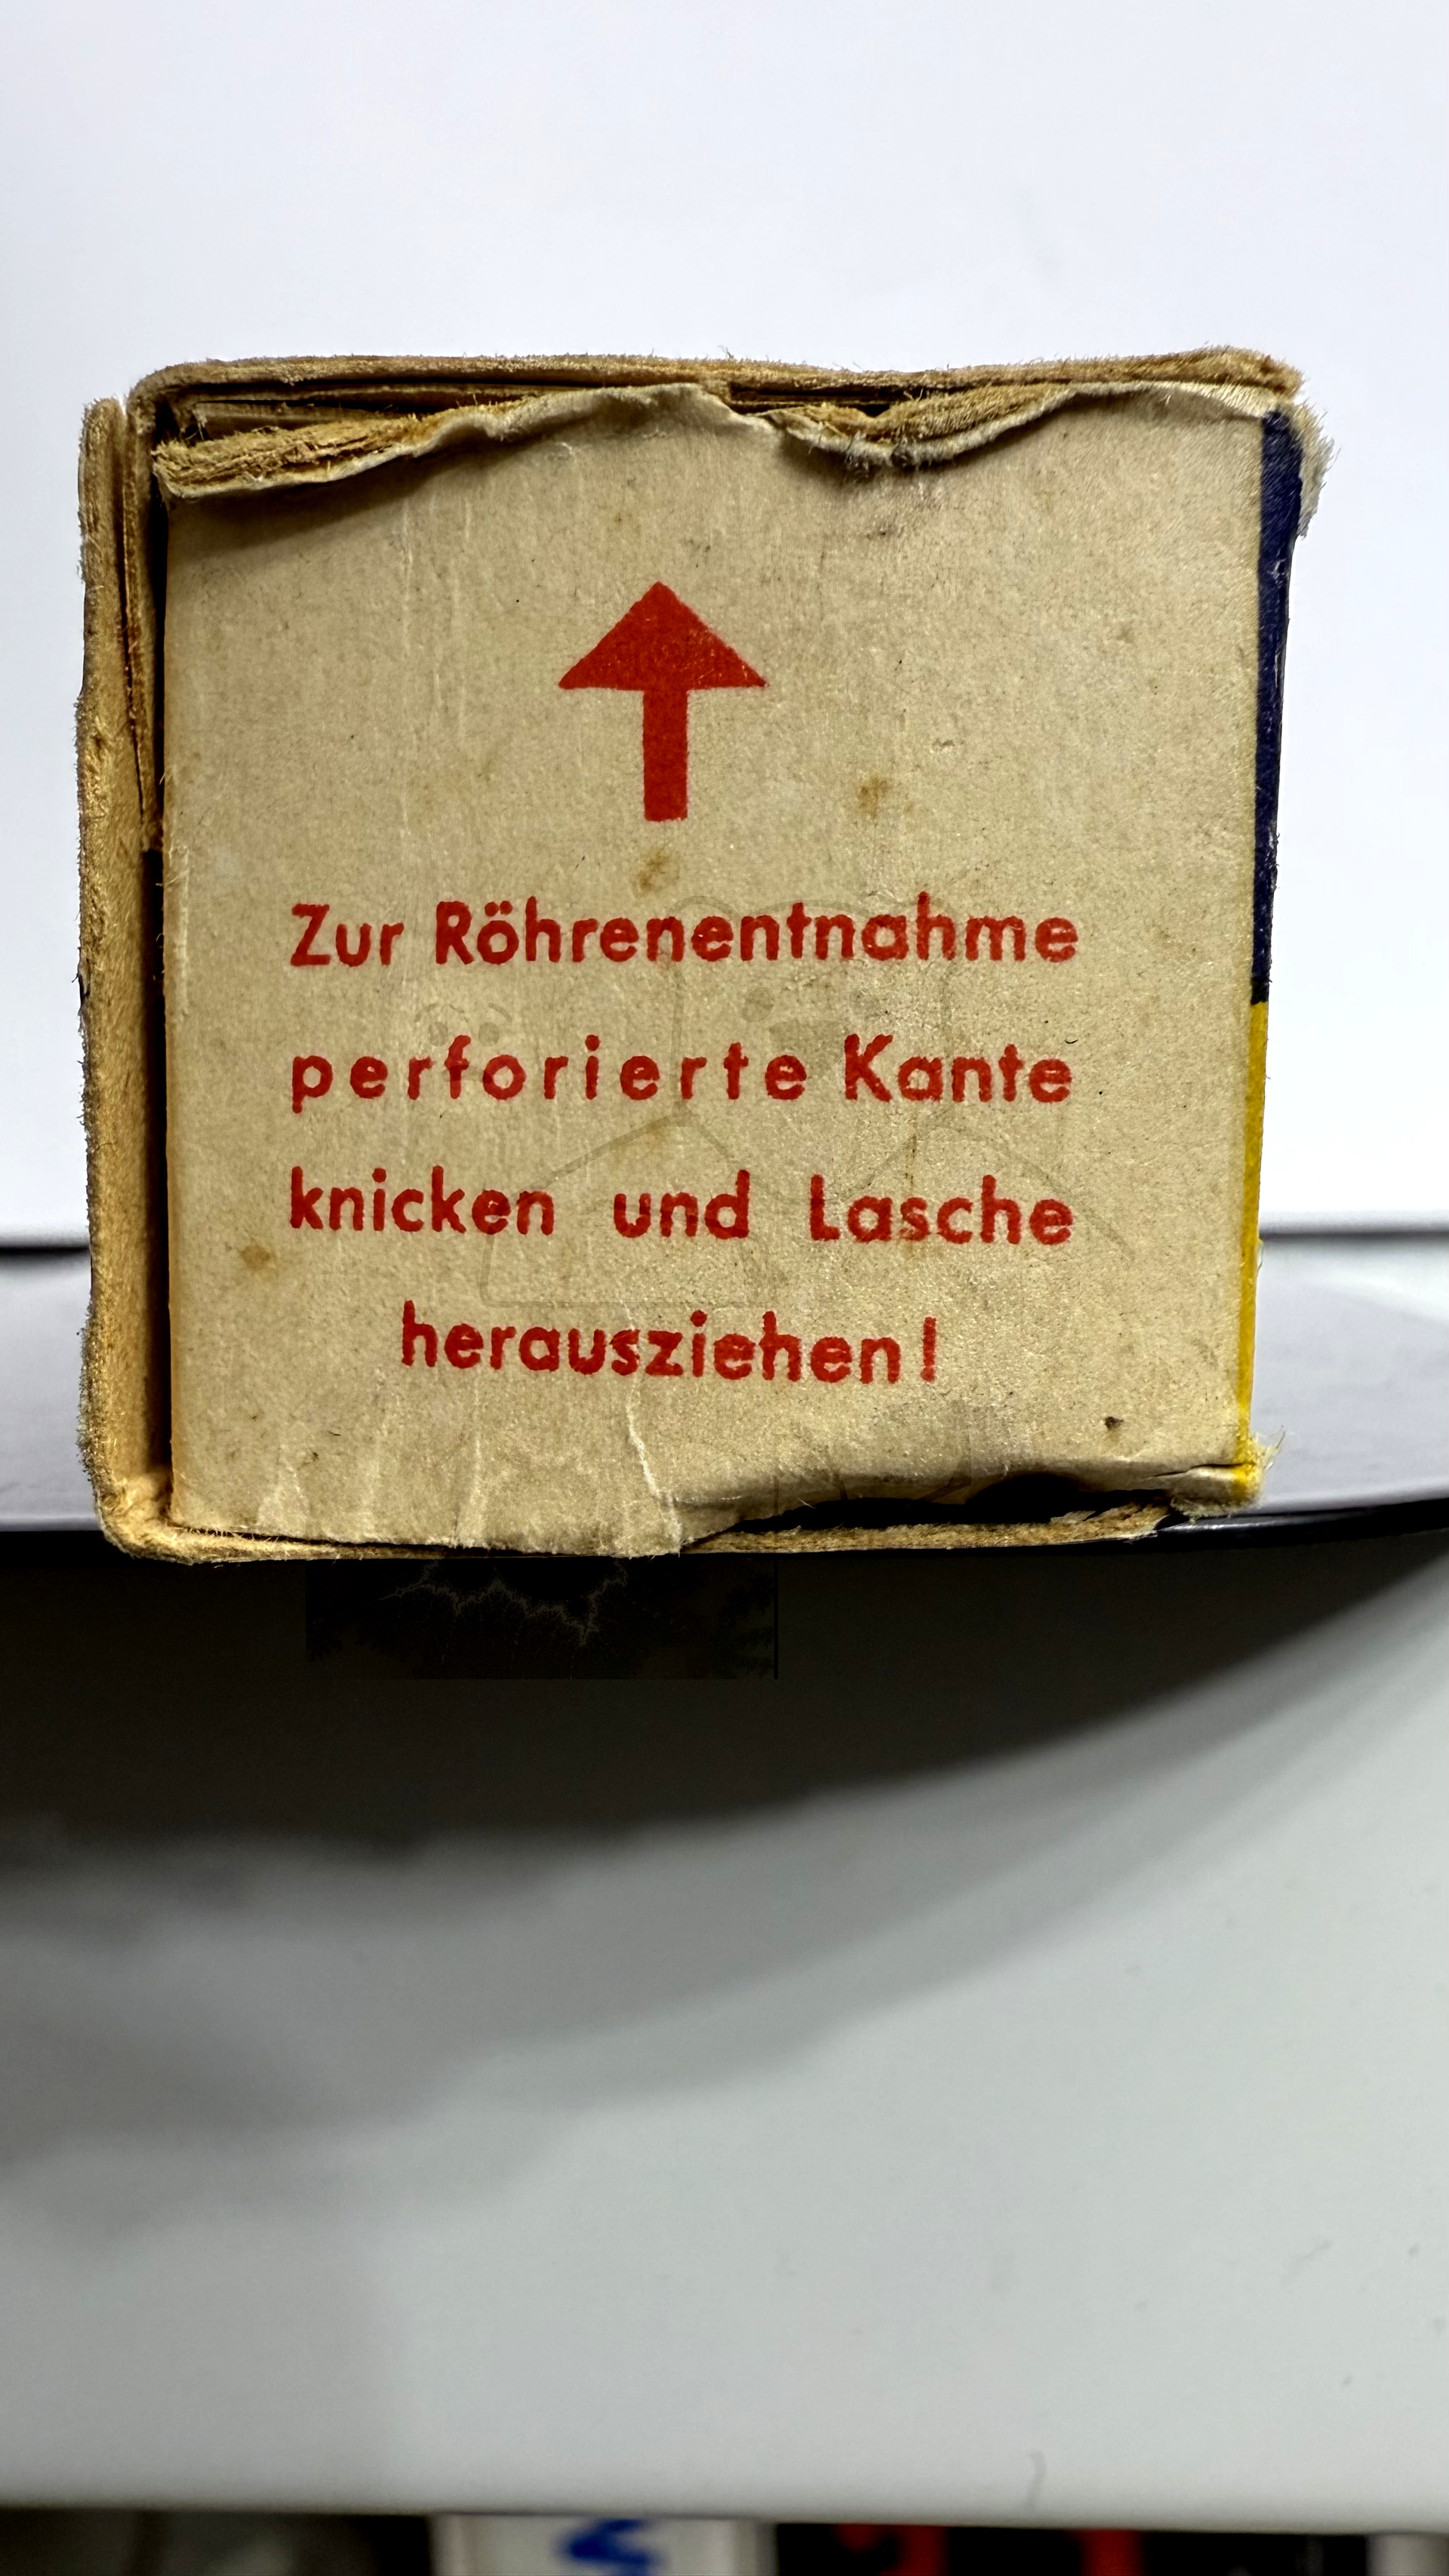 Zur Röhrenentnahme
perforierte Kante
knicken und Lasche
herausziehen!